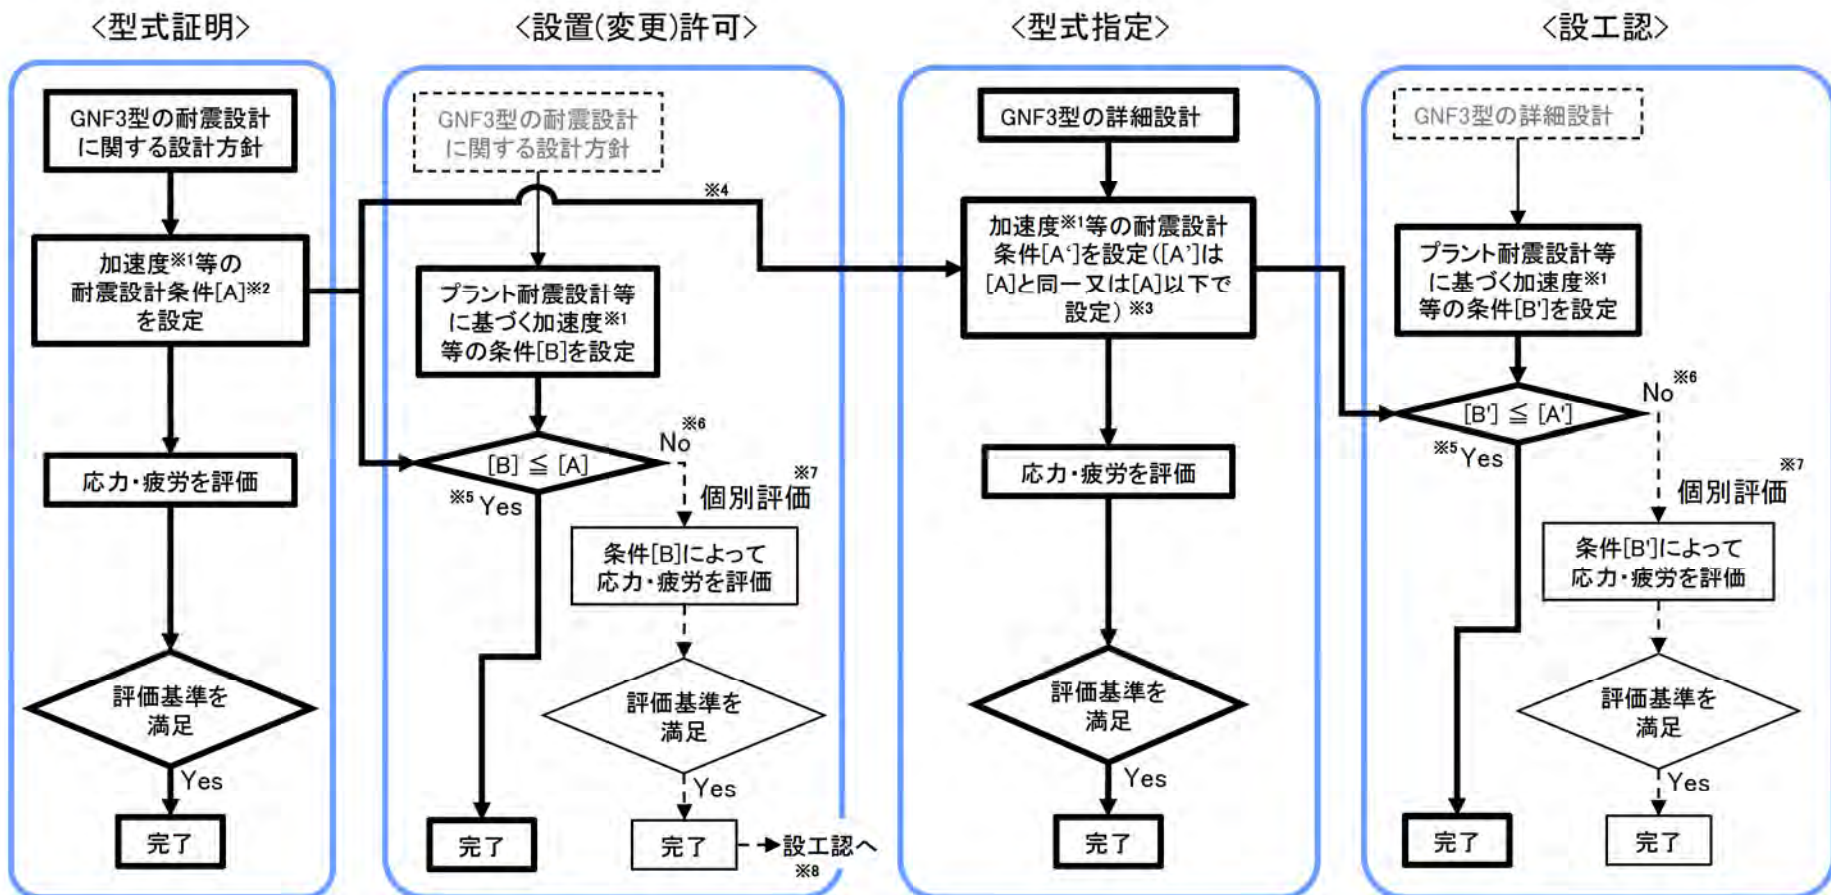 <型式証明>
GNF3型の耐震設計
に関する設計方針
加速度※1等の
耐震設計条件[A]※2
を設定
応力・疲労を評価
評価基準を
満足
Yes
完了
<設置(変更)許可>
GNF3型の耐震設計
に関する設計方針
※4
プラント耐震設計等
に基づく加速度※1
等の条件[B]を設定
[B] ≦ [A]
No※6
※5 Yes
個別評価※7
条件[B]によって
応力・疲労を評価
評価基準を
満足
Yes
完了
完了
設工認へ
※8
<型式指定>
GNF3型の詳細設計
加速度※1等の耐震設計
条件[A‘]を設定([A’]は
[A]と同一又は[A]以下で
設定) ※3
応力・疲労を評価
評価基準を
満足
Yes
完了
<設工認>
GNF3型の詳細設計
プラント耐震設計等
に基づく加速度※1
等の条件[B']を設定
[B'] ≦ [A']
No※6
※5 Yes
個別評価※7
条件[B']によって
応力・疲労を評価
評価基準を
満足
Yes
完了
完了